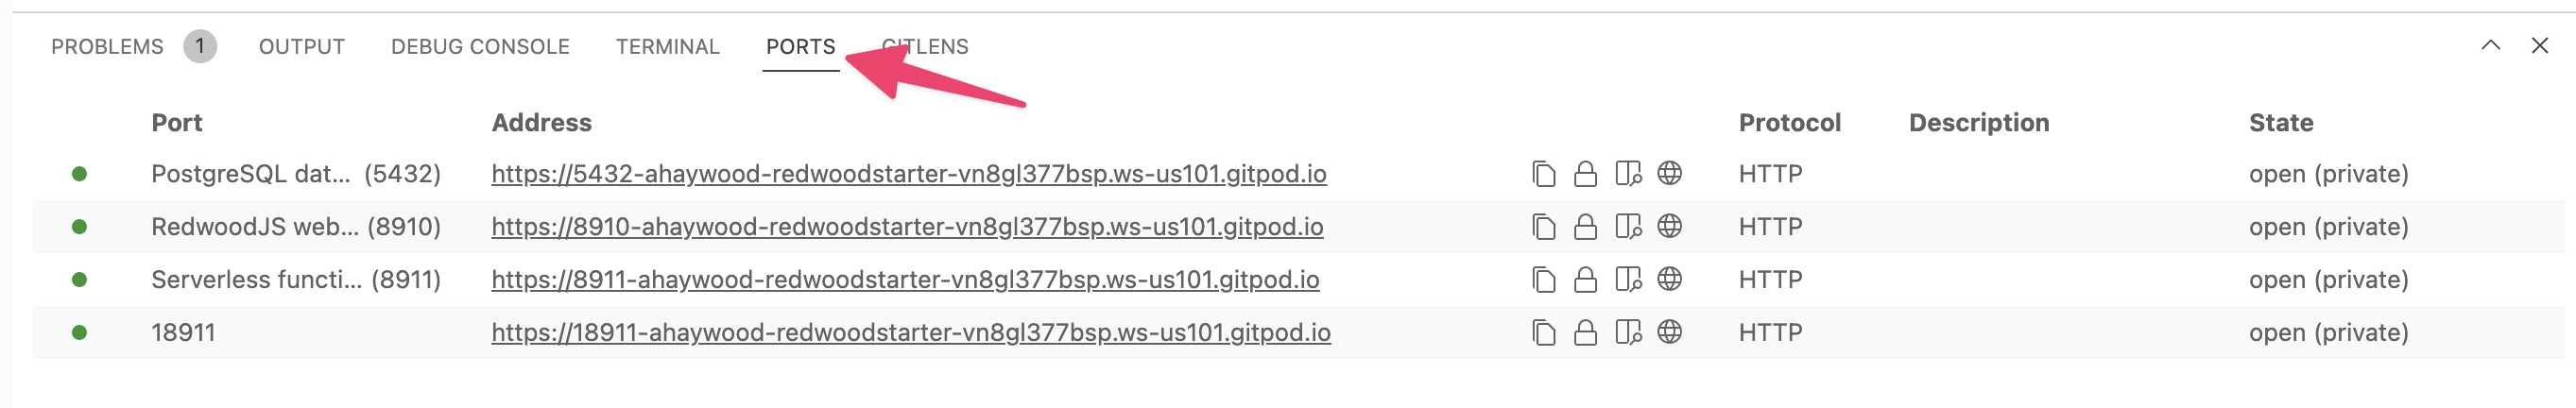 PROBLEMS 1 OUTPUT DEBUG CONSOLE TERMINAL PORTS GITLENS
Port Address Protocol Description State
PostgreSQL dat... (5432) https://5432-ahaywood-redwoodstarter-vn8gl377bsp.ws-us101.gitpod.io HTTP open (private)
RedwoodJS web... (8910) https://8910-ahaywood-redwoodstarter-vn8gl377bsp.ws-us101.gitpod.io HTTP open (private)
Serverless functi... (8911) https://8911-ahaywood-redwoodstarter-vn8gl377bsp.ws-us101.gitpod.io HTTP open (private)
18911 https://18911-ahaywood-redwoodstarter-vn8gl377bsp.ws-us101.gitpod.io HTTP open (private)